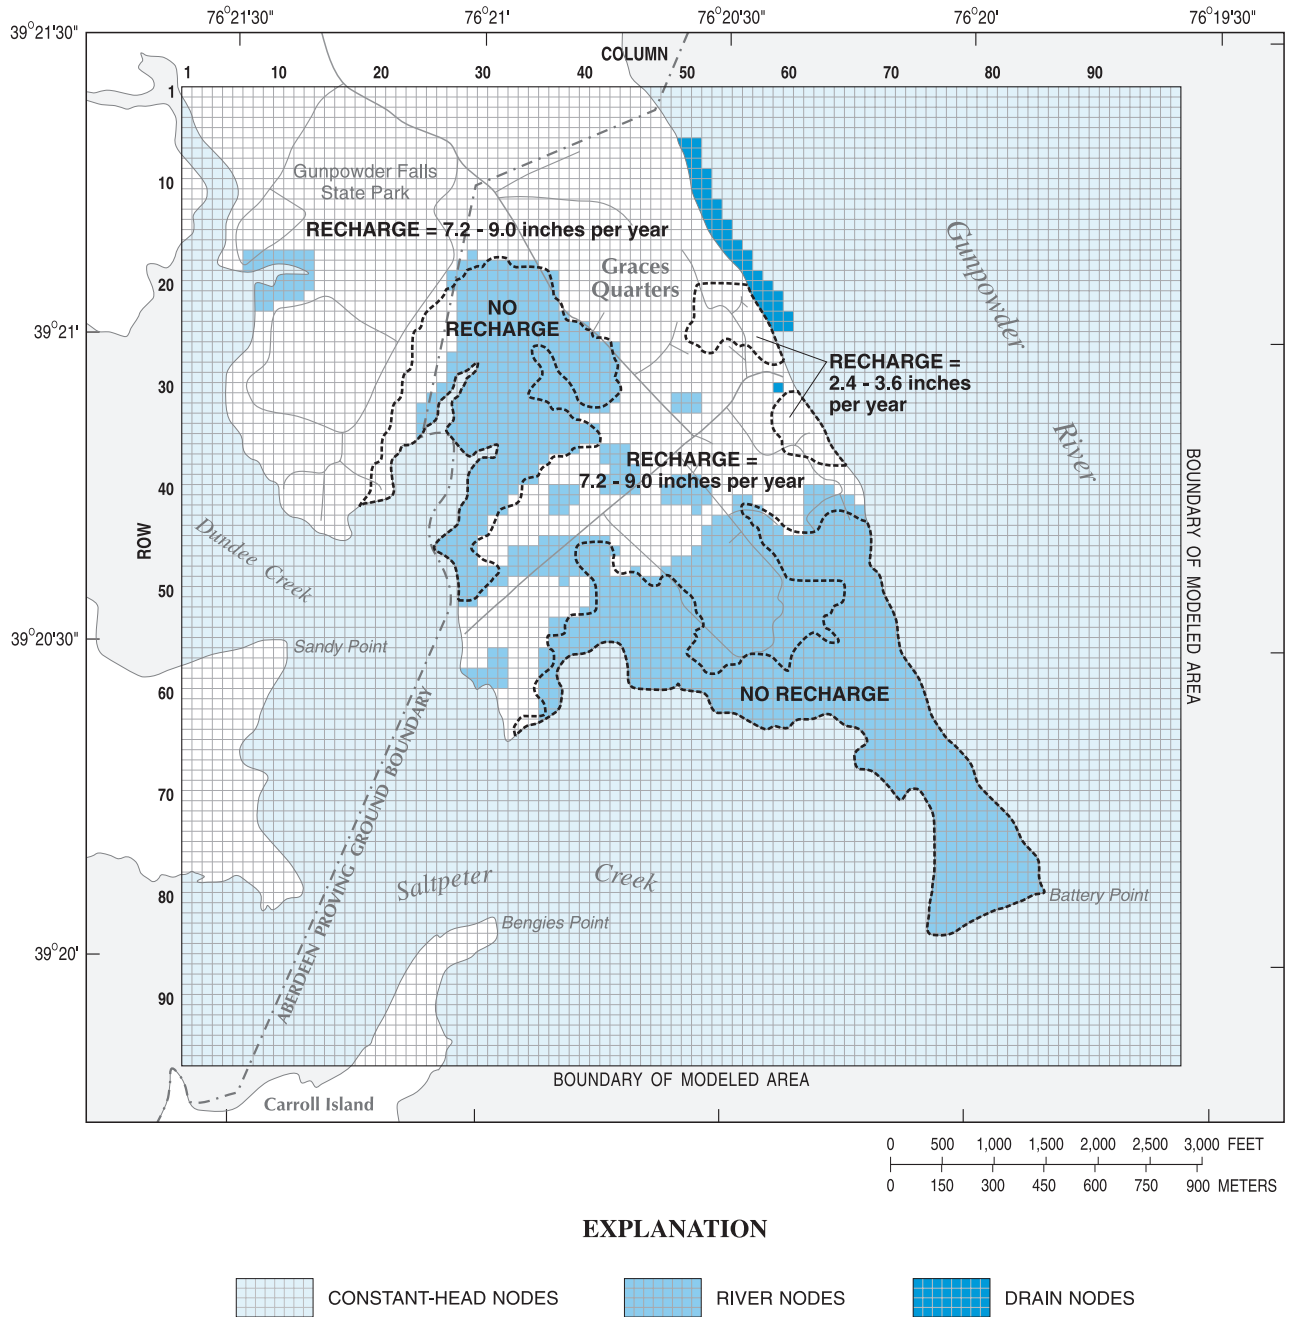 76°21'30" 76°21' 76°20'30" 76°20' 76°19'30"
39°21'30"
COLUMN
1 10 20 30 40 50 60 70 80 90
1
10
Gunpowder Falls
State Park
RECHARGE = 7.2 - 9.0 inches per year
Gunpowder
River
20
Graces
Quarters
NO
RECHARGE
39°21'
RECHARGE =
2.4 - 3.6 inches
per year
30
RECHARGE =
7.2 - 9.0 inches per year
40
ROW
BOUNDARY OF MODELED AREA
Dundee Creek
50
39°20'30"
Sandy Point
60
NO RECHARGE
ABERDEEN PROVING GROUND BOUNDARY
70
Saltpeter Creek
80
Battery Point
Bengies Point
39°20'
90
BOUNDARY OF MODELED AREA
Carroll Island
0 500 1,000 1,500 2,000 2,500 3,000 FEET
0 150 300 450 600 750 900 METERS
EXPLANATION
CONSTANT-HEAD NODES
RIVER NODES
DRAIN NODES